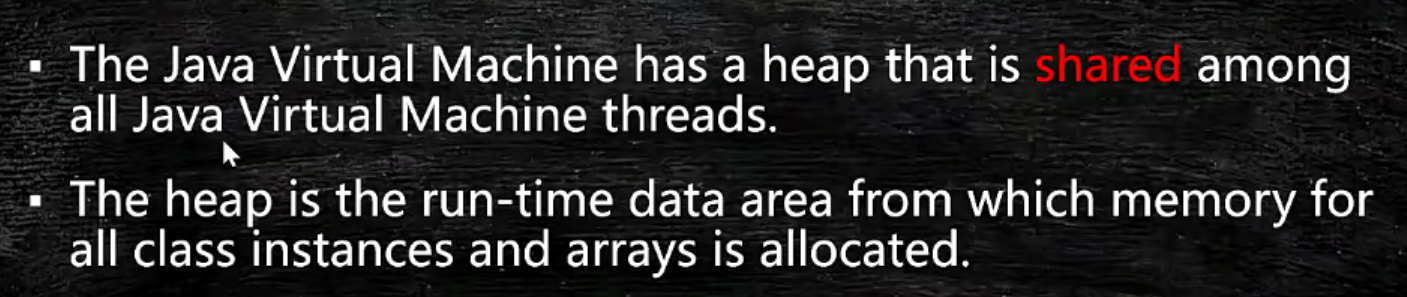 ▪ The Java Virtual Machine has a heap that is shared among
all Java Virtual Machine threads.
▪ The heap is the run-time data area from which memory for
all class instances and arrays is allocated.